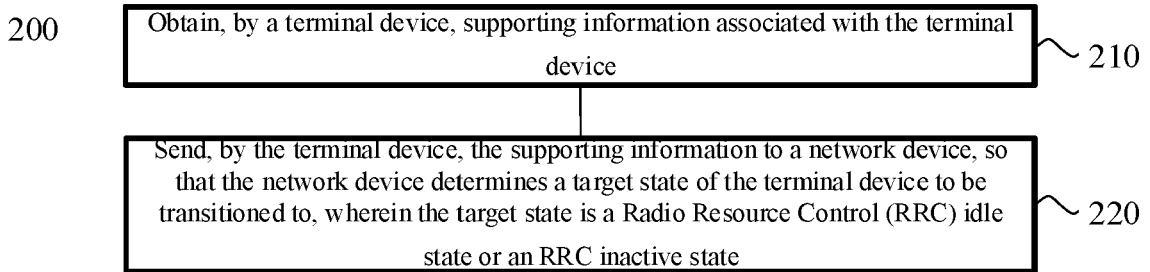 200
Obtain, by a terminal device, supporting information associated with the terminal
device
210
Send, by the terminal device, the supporting information to a network device, so
that the network device determines a target state of the terminal device to be
transitioned to, wherein the target state is a Radio Resource Control (RRC) idle
state or an RRC inactive state
220